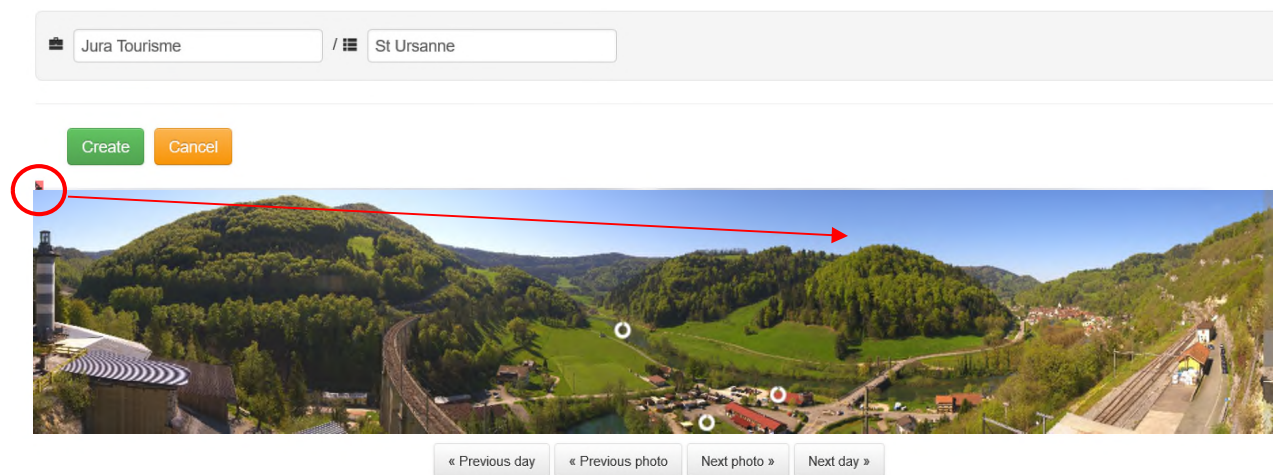 Jura Tourisme / St Ursanne
Create Cancel
« Previous day « Previous photo Next photo » Next day »